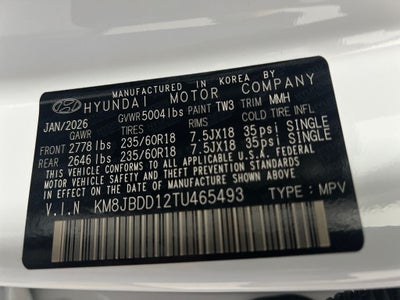 MANUFACTURED IN KOREA BY
HYUNDAI MOTOR COMPANY
JAN/2026 GVWR 5004 lbs PAINT TW3 TRIM MMH
GAWR TIRES RIMS COLD TIRE INFL
FRONT 2778 lbs 235/60R18 7.5JX18 35psi SINGLE
REAR 2646 lbs 235/60R18 7.5JX18 35psi SINGLE
THIS VEHICLE CONFORMS TO ALL APPLICABLE FEDERAL
MOTOR VEHICLE SAFETY AND THEFT PREVENTION STANDARDS
IN EFFECT ON THE DATE OF MANUFACTURE SHOWN ABOVE.
V.I.N KM8JBDD12TU465493 TYPE: MPV